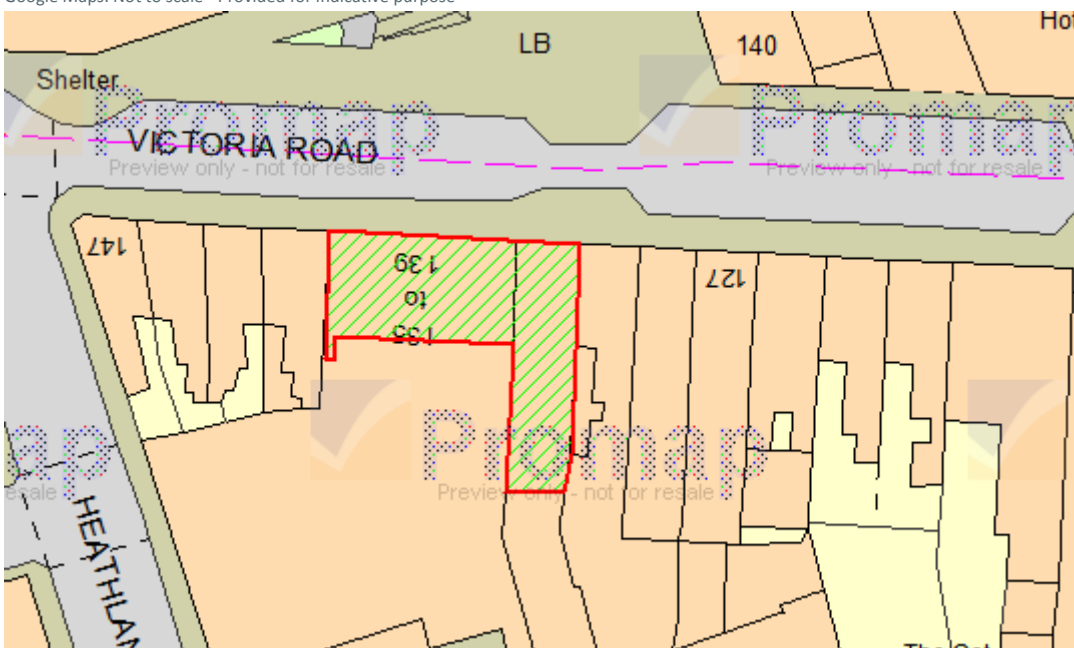 Google Maps. Not to scale - Provided for indicative purpose
LB
140
Shelter
Promap
Promap
VICTORIA ROAD
Preview only - not for resale
Preview only - not for resale
147
139
to
133
127
Promap
Preview only - not for resale
HEATHLAN